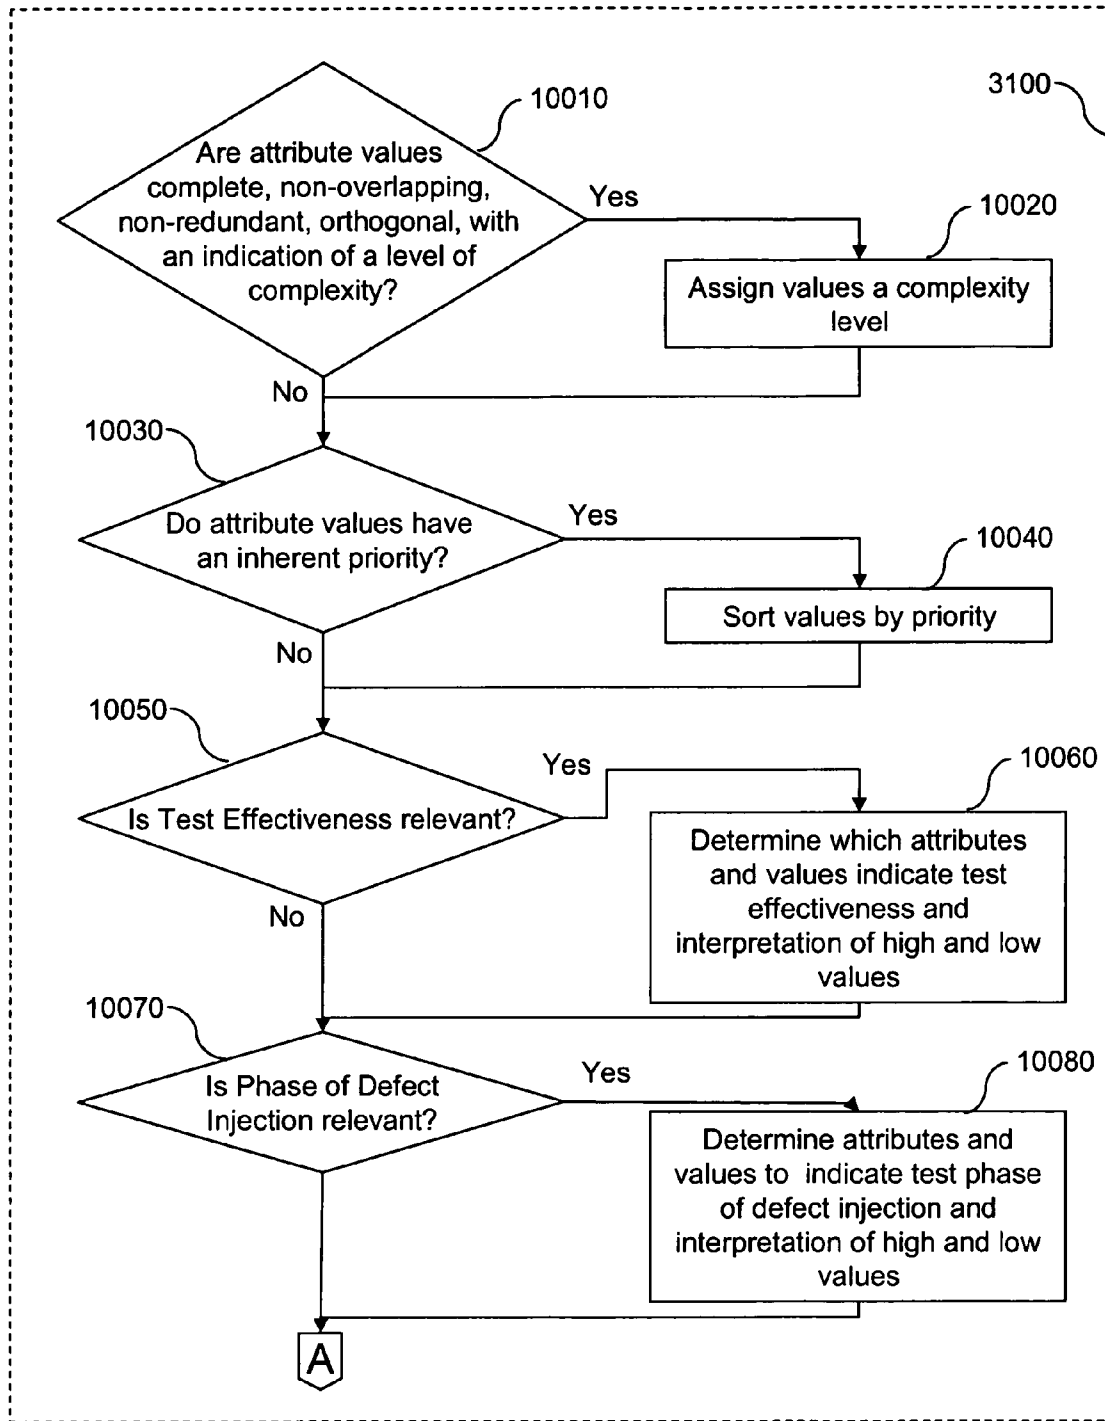 10010
3100
Are attribute values
complete, non-overlapping,
non-redundant, orthogonal, with
an indication of a level of
complexity?
Yes
10020
Assign values a complexity
level
No
10030
Do attribute values have
an inherent priority?
Yes
10040
Sort values by priority
No
10050
Is Test Effectiveness relevant?
Yes
10060
Determine which attributes
and values indicate test
effectiveness and
interpretation of high and low
values
No
10070
Is Phase of Defect
Injection relevant?
Yes
10080
Determine attributes and
values to indicate test phase
of defect injection and
interpretation of high and low
values
A